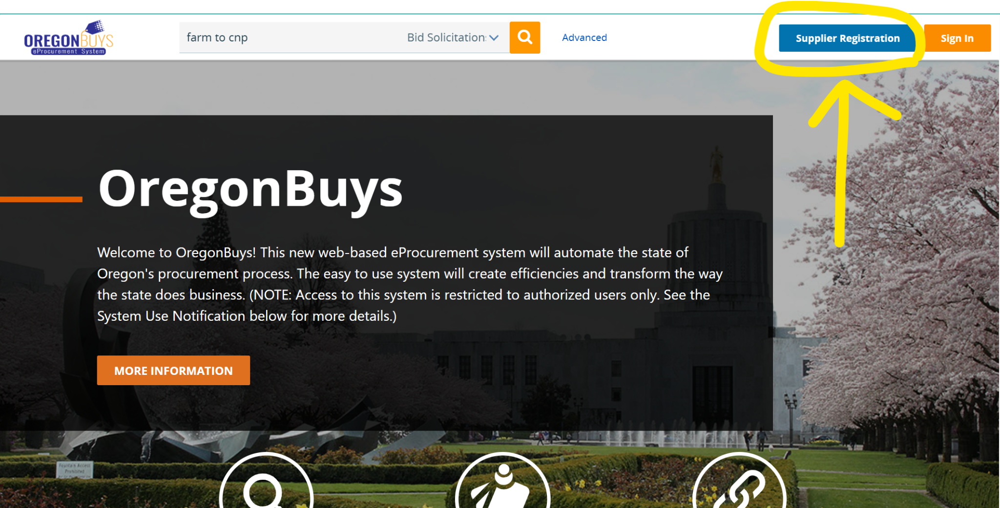 OREGONBUYS
eProcurement System
farm to cnp
Bid Solicitation
Advanced
Supplier Registration
Sign In
OregonBuys
Welcome to OregonBuys! This new web-based eProcurement system will automate the state of
Oregon's procurement process. The easy to use system will create efficiencies and transform the way
the state does business. (NOTE: Access to this system is restricted to authorized users only. See the
System Use Notification below for more details.)
MORE INFORMATION
Fountain Access
Prohibited